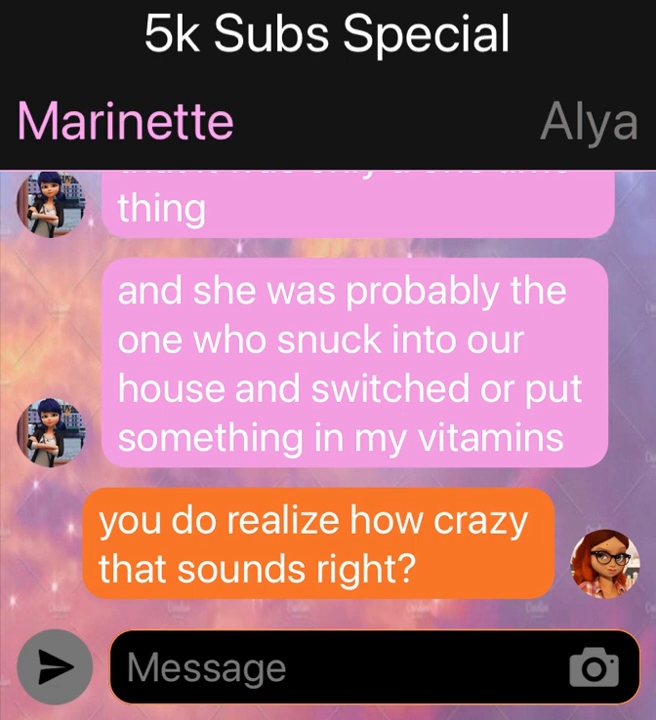 5k Subs Special
Marinette Alya
thing
and she was probably the
one who snuck into our
house and switched or put
something in my vitamins
you do realize how crazy
that sounds right?
Message